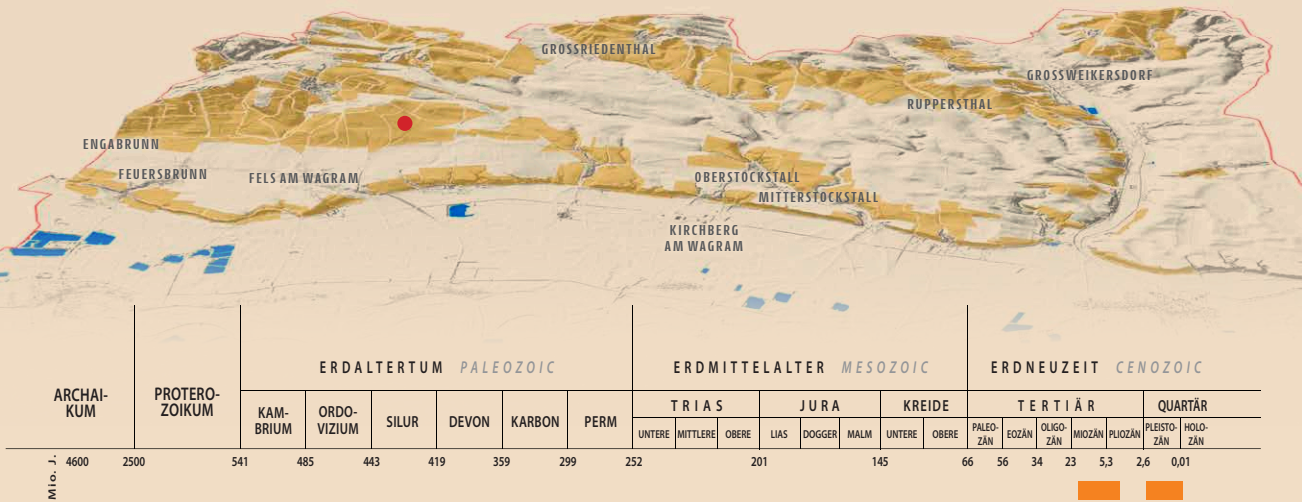 GROSSRIEDENTHAL
GROSSWEIKERSDORF
RUPPERSTHAL
ENGABRUNN
FEUERSBRUNN
FELS AM WAGRAM
OBERSTOCKSTALL
MITTERSTOCKSTALL
KIRCHBERG
AM WAGRAM
ERDALTERTUM PALEOZOIC
ERDMITTELALTER MESOZOIC
ERDNEUZEIT CENOZOIC
ARCHAI-
KUM
PROTERO-
ZOIKUM
KAM-
BRIUM
ORDO-
VIZIUM
SILUR
DEVON
KARBON
PERM
TRIAS
JURA
KREIDE
TERTIÄR
QUARTÄR
UNTERE
MITTLERE
OBERE
LIAS
DOGGER
MALM
UNTERE
OBERE
PALEO-
ZÄN
EOZÄN
OLIGO-
ZÄN
MIOZÄN
PLIOZÄN
PLEISTO-
ZÄN
HOLO-
ZÄN
Mio. J.
4600 2500 541 485 443 419 359 299 252 201 145 66 56 34 23 5,3 2,6 0,01